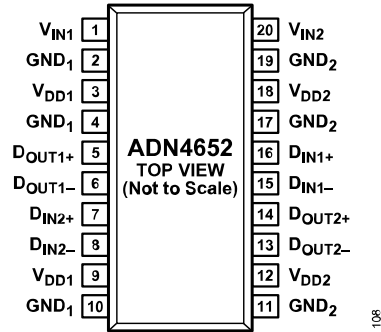 VIN1 1 20 VIN2
GND1 2 19 GND2
VDD1 3 18 VDD2
GND1 4 17 GND2
DOUT1+ 5 ADN4652 16 DIN1+
TOP VIEW
DOUT1– 6 (Not to Scale) 15 DIN1–
DIN2+ 7 14 DOUT2+
DIN2– 8 13 DOUT2–
VDD1 9 12 VDD2
GND1 10 11 GND2
108